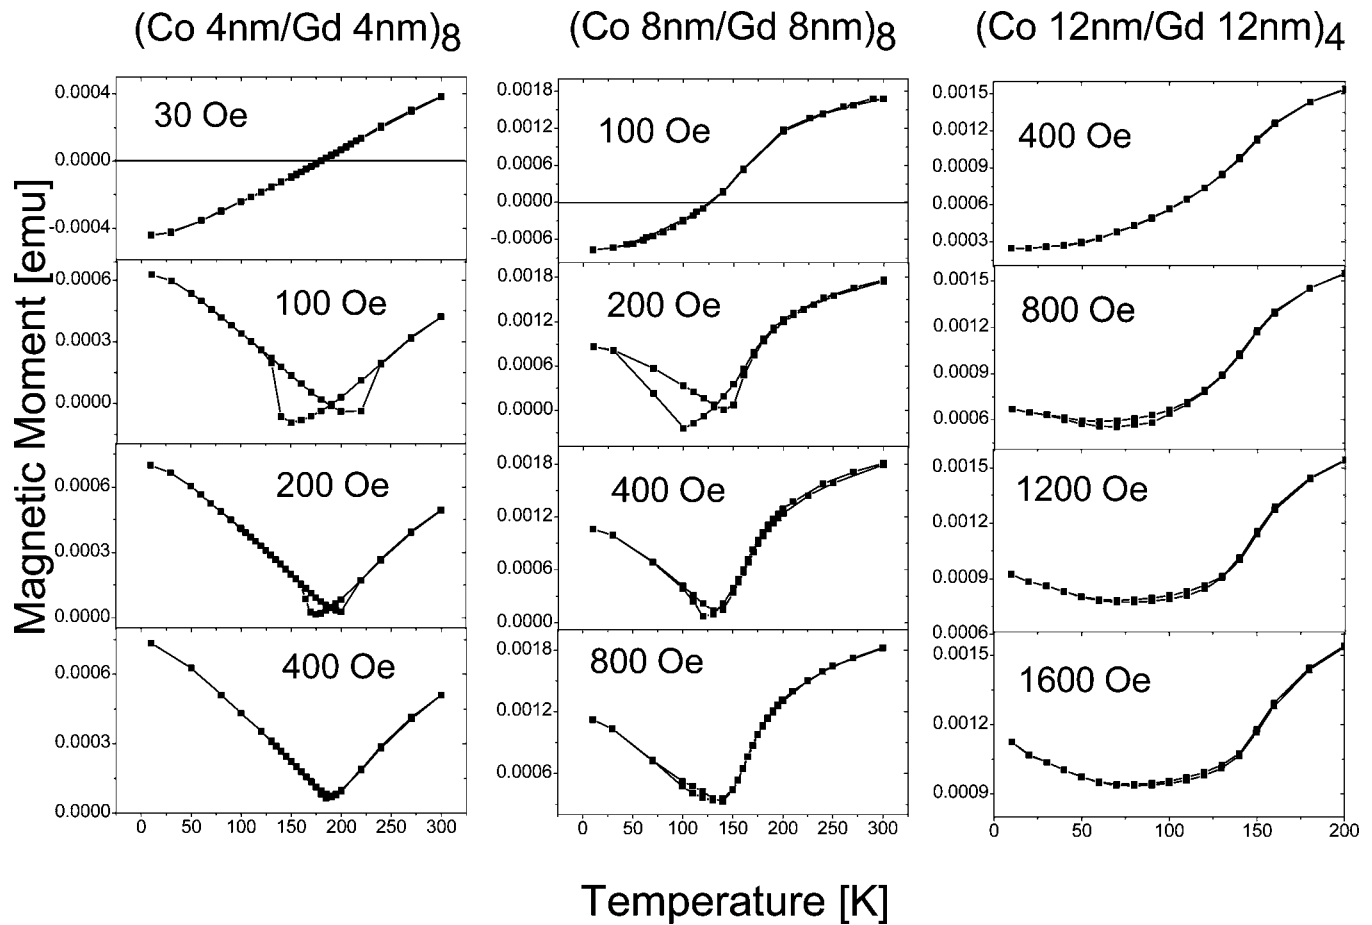 (Co 4nm/Gd 4nm)8
(Co 8nm/Gd 8nm)8
(Co 12nm/Gd 12nm)4
Magnetic Moment [emu]
0.0004
0.0000
-0.0004
30 Oe
0.0006
0.0003
0.0000
100 Oe
0.0006
0.0003
0.0000
200 Oe
0.0006
0.0003
0.0000
400 Oe
0 50 100 150 200 250 300
0.0018
0.0012
0.0006
0.0000
-0.0006
100 Oe
0.0018
0.0012
0.0006
0.0000
200 Oe
0.0018
0.0012
0.0006
0.0000
400 Oe
0.0018
0.0012
0.0006
800 Oe
0 50 100 150 200 250 300
0.0015
0.0012
0.0009
0.0006
0.0003
400 Oe
0.0015
0.0012
0.0009
0.0006
800 Oe
0.0015
0.0012
0.0009
0.0006
1200 Oe
0.0015
0.0012
0.0009
1600 Oe
0 50 100 150 200
Temperature [K]